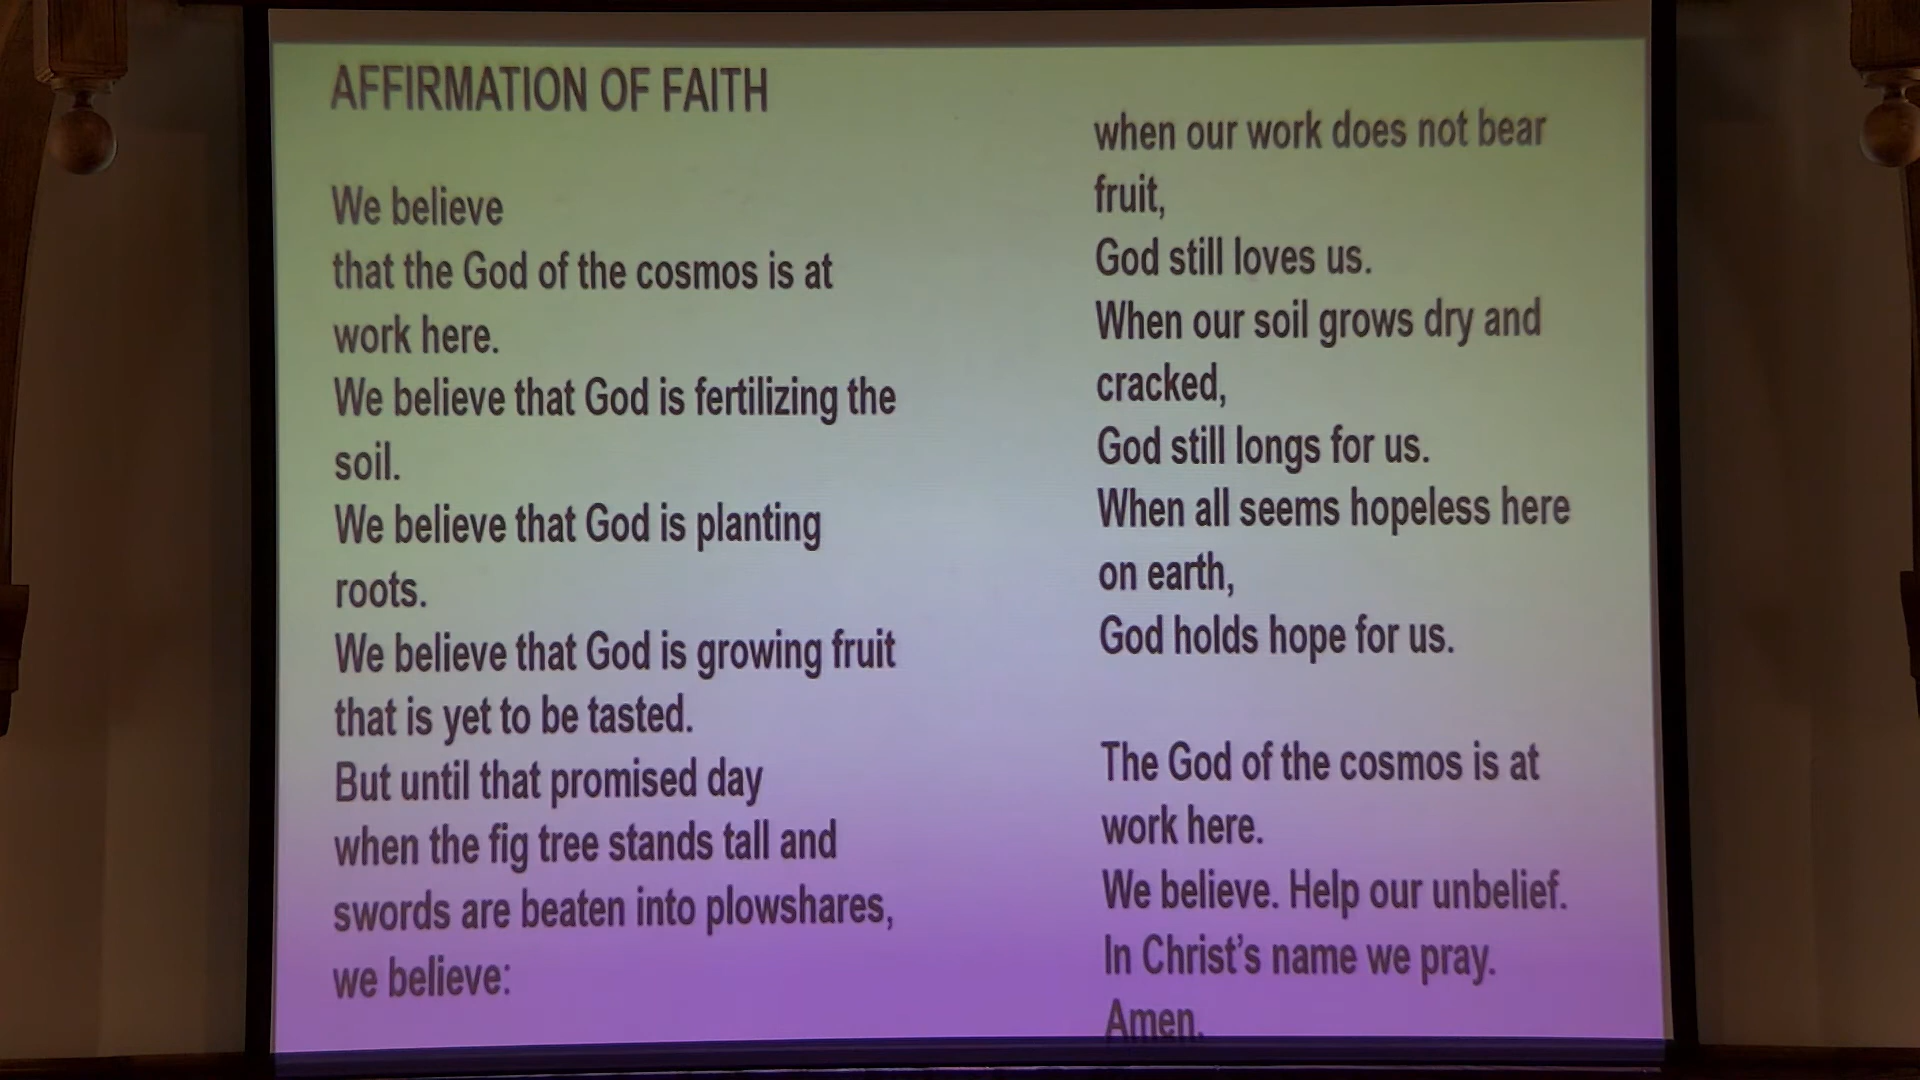 AFFIRMATION OF FAITH
We believe
that the God of the cosmos is at
work here.
We believe that God is fertilizing the
soil.
We believe that God is planting
roots.
We believe that God is growing fruit
that is yet to be tasted.
But until that promised day
when the fig tree stands tall and
swords are beaten into plowshares,
we believe:
when our work does not bear
fruit,
God still loves us.
When our soil grows dry and
cracked,
God still longs for us.
When all seems hopeless here
on earth,
God holds hope for us.
The God of the cosmos is at
work here.
We believe. Help our unbelief.
In Christ’s name we pray.
Amen.